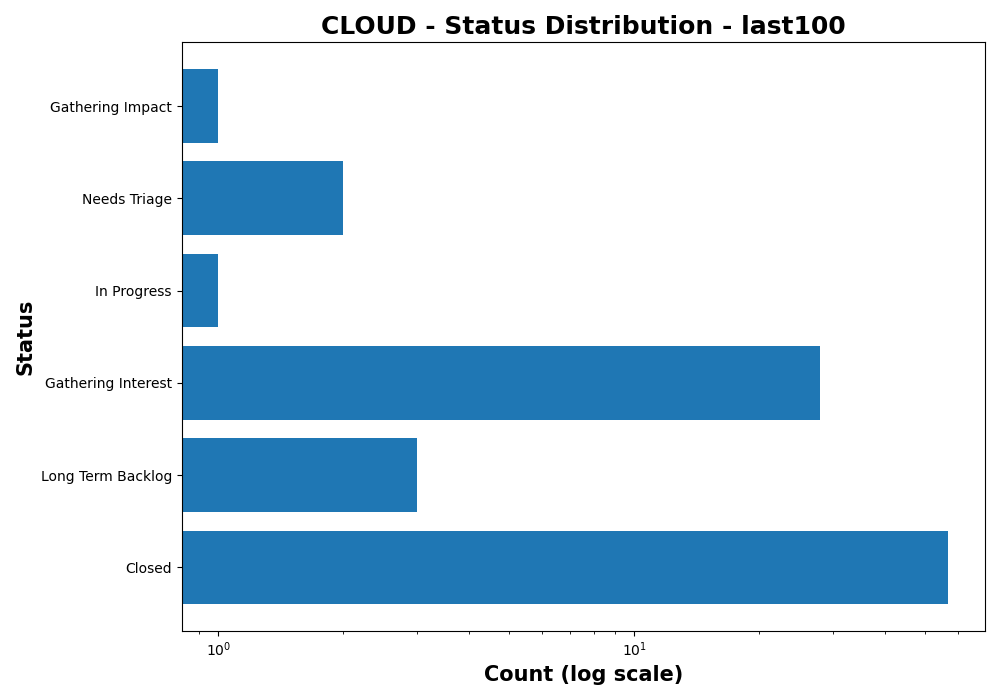 CLOUD - Status Distribution - last100
Gathering Impact
Needs Triage
In Progress
Gathering Interest
Long Term Backlog
Closed
Status
10⁰
10¹
Count (log scale)